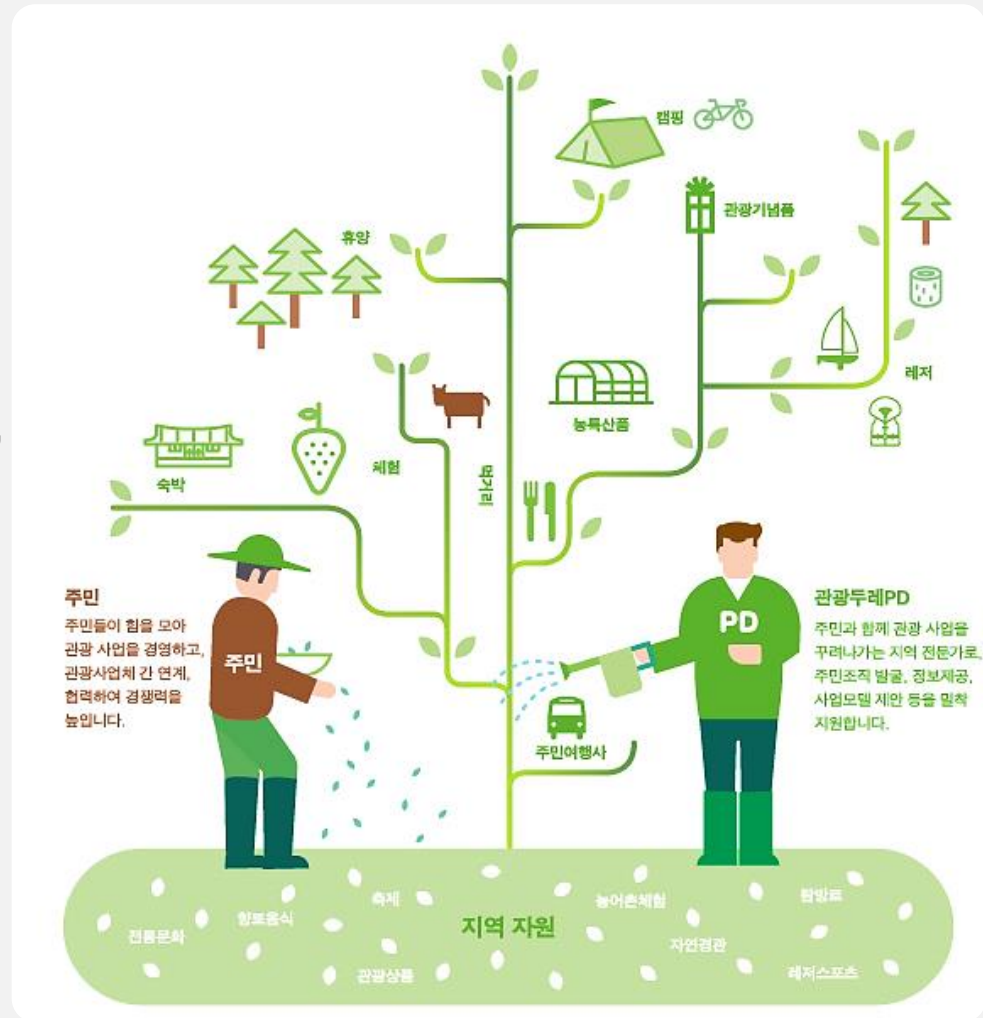 캠핑
관광기념품
휴양
레저
농특산품
체험
먹거리
숙박
주민
주민들이 힘을 모아
관광 사업을 경영하고,
관광사업체 간 연계,
협력하여 경쟁력을
높입니다.
주민
PD
관광두레PD
주민과 함께 관광 사업을
꾸려나가는 지역 전문가로,
주민조직 발굴, 정보제공,
사업모델 제안 등을 밀착
지원합니다.
주민여행사
축제
농어촌체험
탐방로
향토음식
지역 자원
전통문화
자연경관
관광상품
레저스포츠